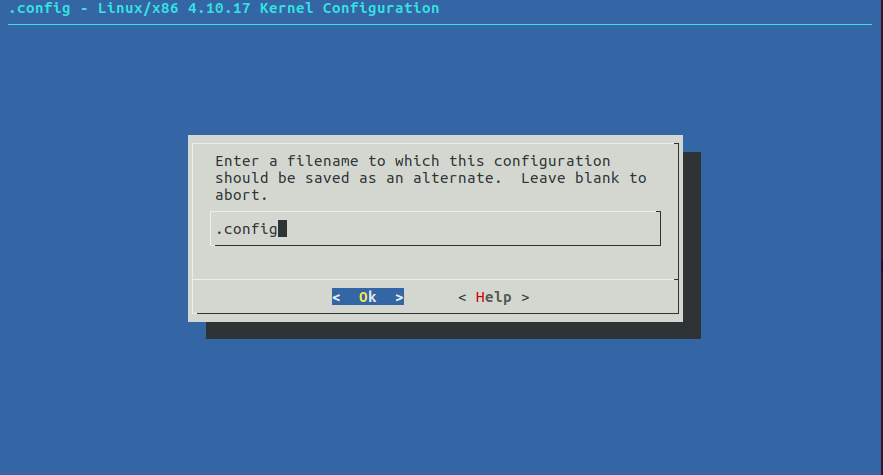 .config - Linux/x86 4.10.17 Kernel Configuration
Enter a filename to which this configuration
should be saved as an alternate.  Leave blank to
abort.
.config
<  Ok  >      < Help >